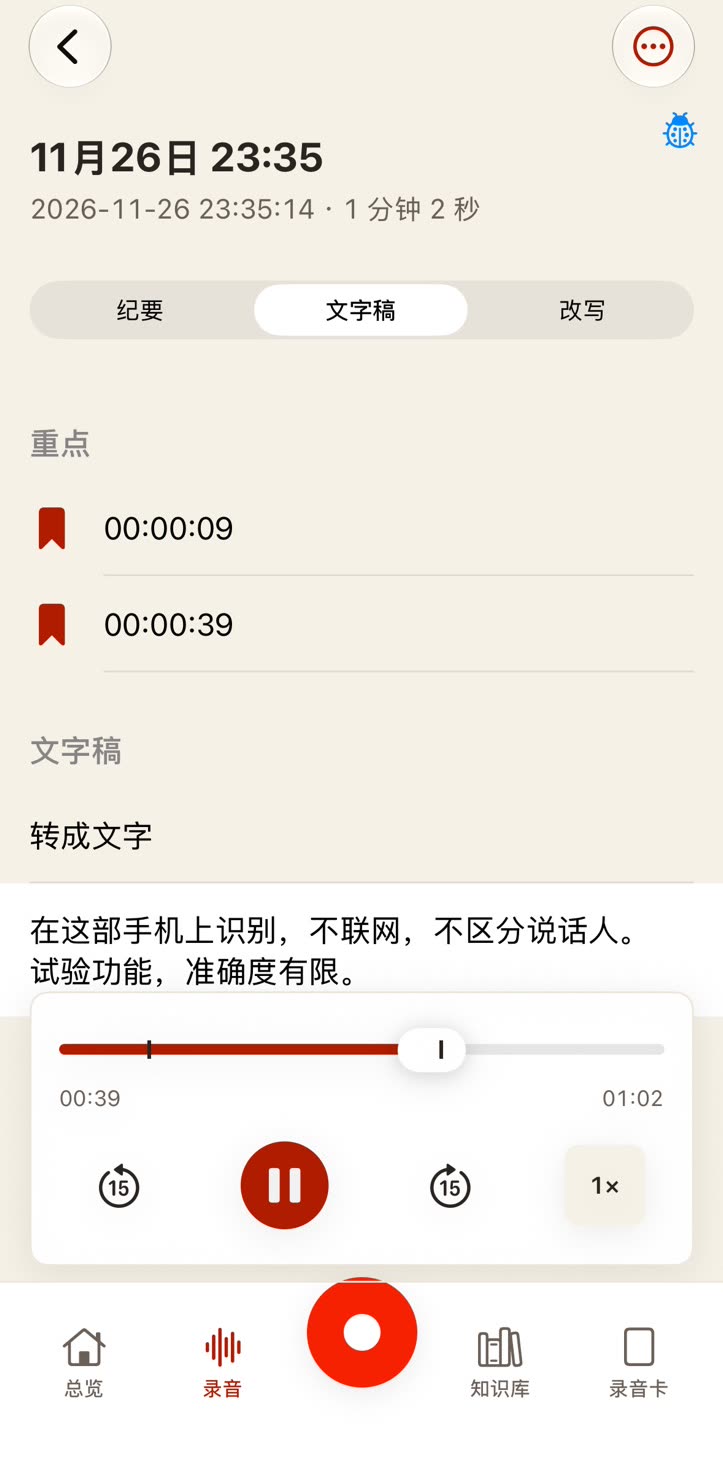 11月26日 23:35
2026-11-26 23:35:14 · 1 分钟 2 秒
纪要
文字稿
改写
重点
00:00:09
00:00:39
文字稿
转成文字
在这部手机上识别，不联网，不区分说话人。
试验功能，准确度有限。
00:39
01:02
15
15
1×
总览
录音
知识库
录音卡